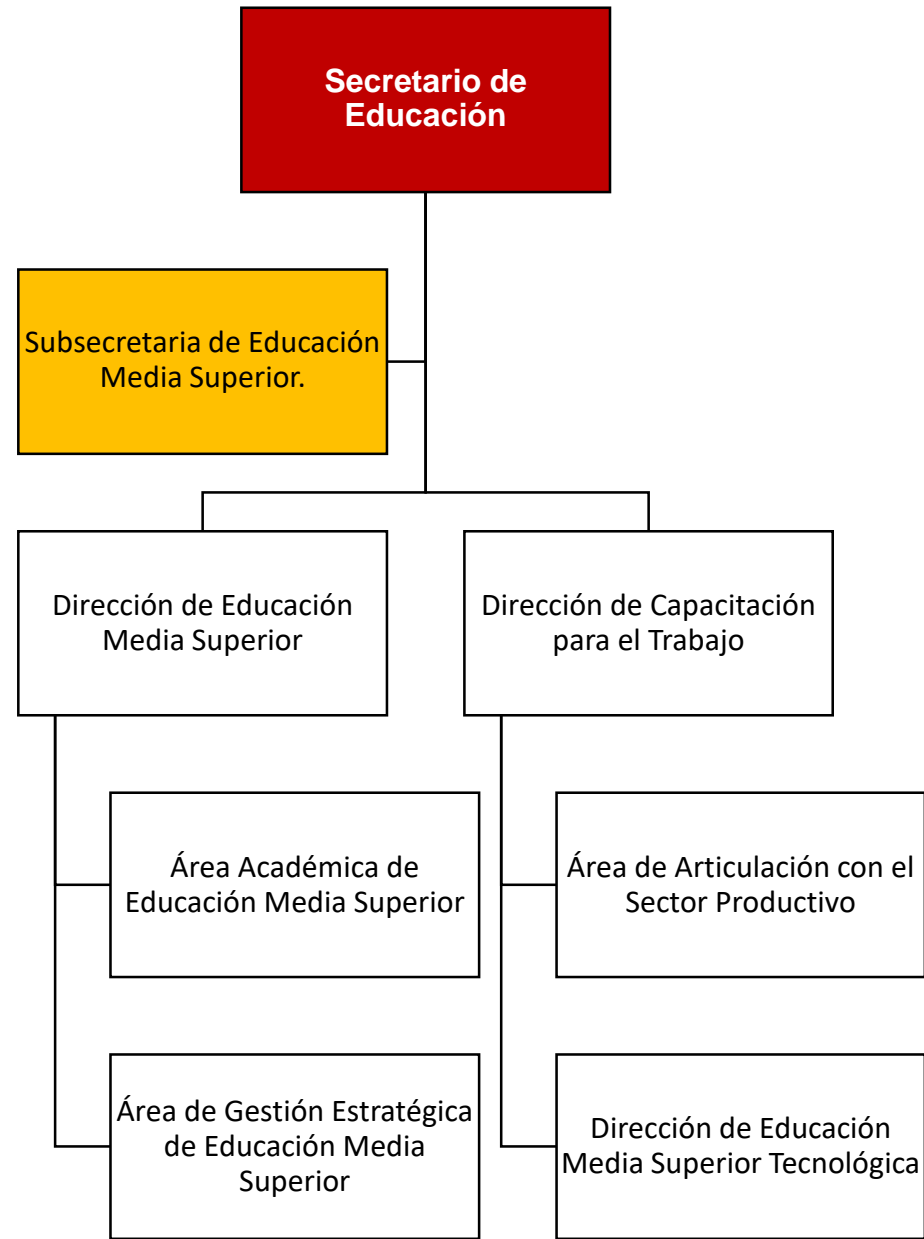 Secretario de
Educación
Subsecretaria de Educación
Media Superior.
Dirección de Educación
Media Superior
Dirección de Capacitación
para el Trabajo
Área Académica de
Educación Media Superior
Área de Articulación con el
Sector Productivo
Área de Gestión Estratégica
de Educación Media
Superior
Dirección de Educación
Media Superior Tecnológica